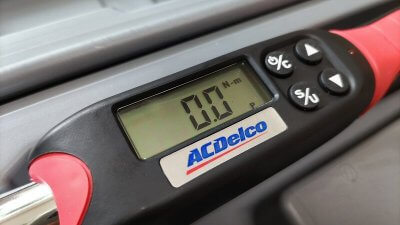 N-m
0.0
P
ACDelco
⏻/C
▲
S/U
▼